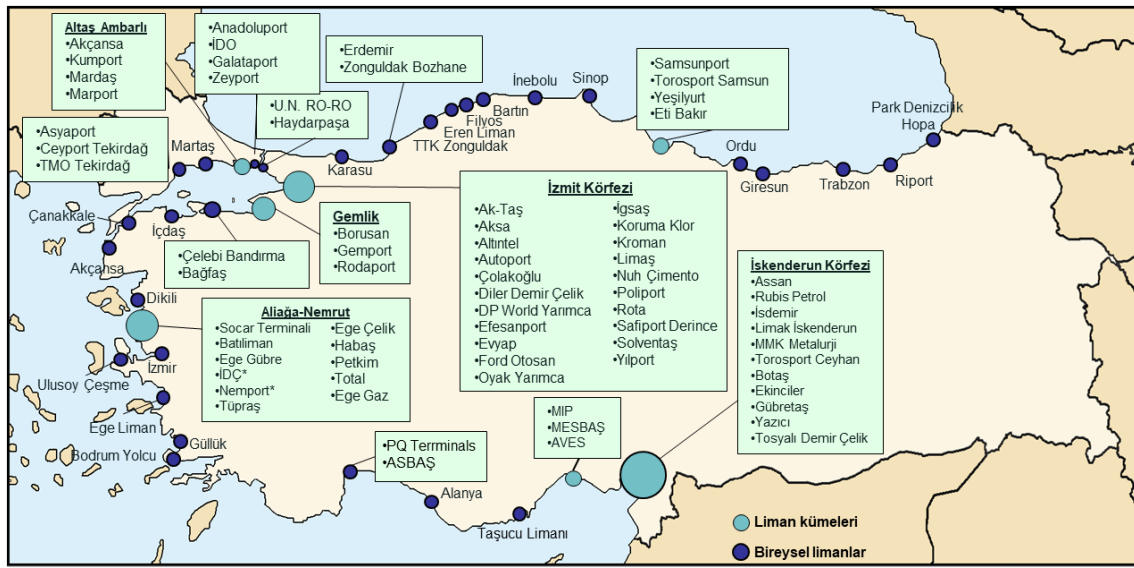 Altaş Ambarlı
•Akçansa
•Kumport
•Mardaş
•Marport
•Anadoluport
•İDO
•Galataport
•Zeyport
•Erdemir
•Zonguldak Bozhane
•U.N. RO-RO
•Haydarpaşa
•Asyaport
•Ceyport Tekirdağ
•TMO Tekirdağ
Martaş
Karasu
TTK Zonguldak
Eren Liman
Filyos
Bartın
İnebolu
Sinop
•Samsunport
•Torosport Samsun
•Yeşilyurt
•Eti Bakır
Ordu
Giresun
Trabzon
Riport
Park Denizcilik
Hopa
Çanakkale
İçdaş
Akçansa
•Çelebi Bandırma
•Bağfaş
Gemlik
•Borusan
•Gemport
•Rodaport
İzmit Körfezi
•Ak-Taş
•Aksa
•Altıntel
•Autoport
•Çolakoğlu
•Diler Demir Çelik
•DP World Yarımca
•Efesanport
•Evyap
•Ford Otosan
•Oyak Yarımca
•İgsaş
•Koruma Klor
•Kroman
•Limaş
•Nuh Çimento
•Poliport
•Rota
•Safiport Derince
•Solventaş
•Yılport
İskenderun Körfezi
•Assan
•Rubis Petrol
•İsdemir
•Limak İskenderun
•MMK Metalurji
•Torosport Ceyhan
•Botaş
•Ekinciler
•Gübretaş
•Yazıcı
•Tosyalı Demir Çelik
Dikili
Aliağa-Nemrut
•Socar Terminali
•Batıliman
•Ege Gübre
•İDÇ*
•Nemport*
•Tüpraş
•Ege Çelik
•Habaş
•Petkim
•Total
•Ege Gaz
İzmir
Ulusoy Çeşme
Ege Liman
Güllük
Bodrum Yolcu
•PQ Terrminals
•ASBAŞ
Alanya
Taşucu Limanı
•MIP
•MESBAŞ
•AVES
Liman kümeleri
Bireysel limanlar